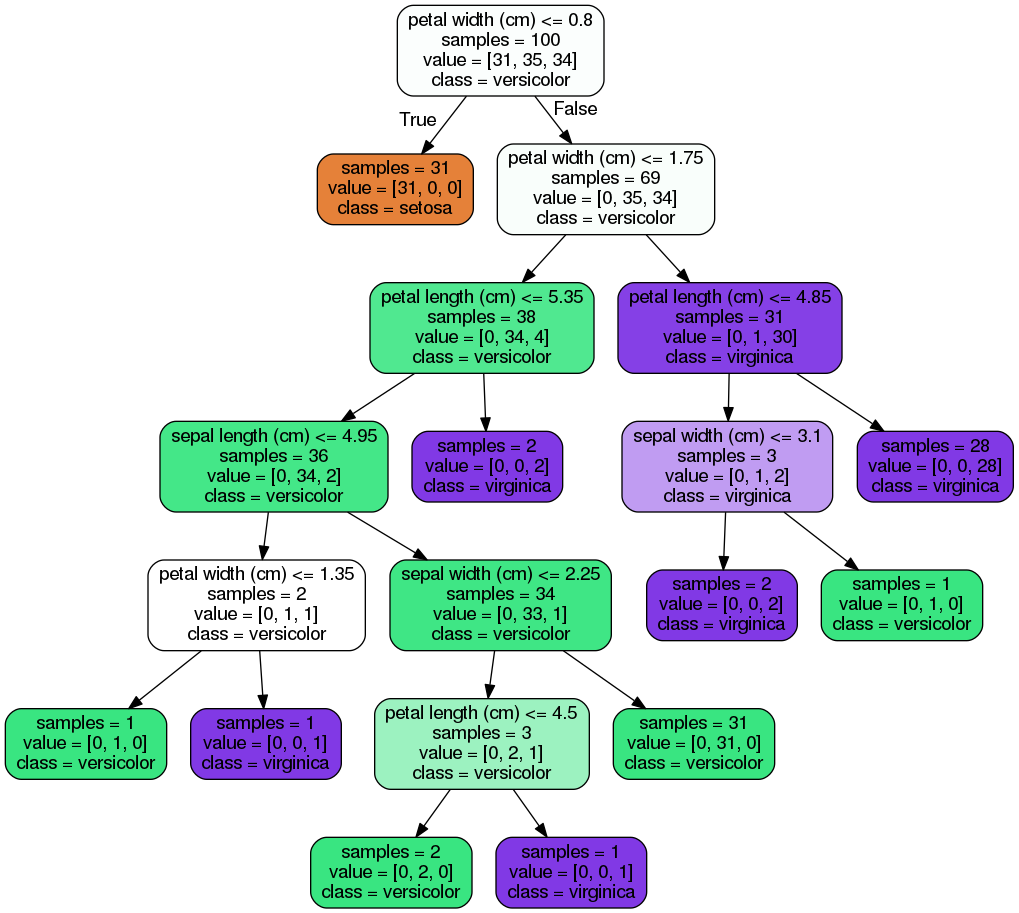 petal width (cm) <= 0.8
samples = 100
value = [31, 35, 34]
class = versicolor
True
False
samples = 31
value = [31, 0, 0]
class = setosa
petal width (cm) <= 1.75
samples = 69
value = [0, 35, 34]
class = versicolor
petal length (cm) <= 5.35
samples = 38
value = [0, 34, 4]
class = versicolor
petal length (cm) <= 4.85
samples = 31
value = [0, 1, 30]
class = virginica
sepal length (cm) <= 4.95
samples = 36
value = [0, 34, 2]
class = versicolor
samples = 2
value = [0, 0, 2]
class = virginica
sepal width (cm) <= 3.1
samples = 3
value = [0, 1, 2]
class = virginica
samples = 28
value = [0, 0, 28]
class = virginica
petal width (cm) <= 1.35
samples = 2
value = [0, 1, 1]
class = versicolor
sepal width (cm) <= 2.25
samples = 34
value = [0, 33, 1]
class = versicolor
samples = 2
value = [0, 0, 2]
class = virginica
samples = 1
value = [0, 1, 0]
class = versicolor
samples = 1
value = [0, 1, 0]
class = versicolor
samples = 1
value = [0, 0, 1]
class = virginica
petal length (cm) <= 4.5
samples = 3
value = [0, 2, 1]
class = versicolor
samples = 31
value = [0, 31, 0]
class = versicolor
samples = 2
value = [0, 2, 0]
class = versicolor
samples = 1
value = [0, 0, 1]
class = virginica